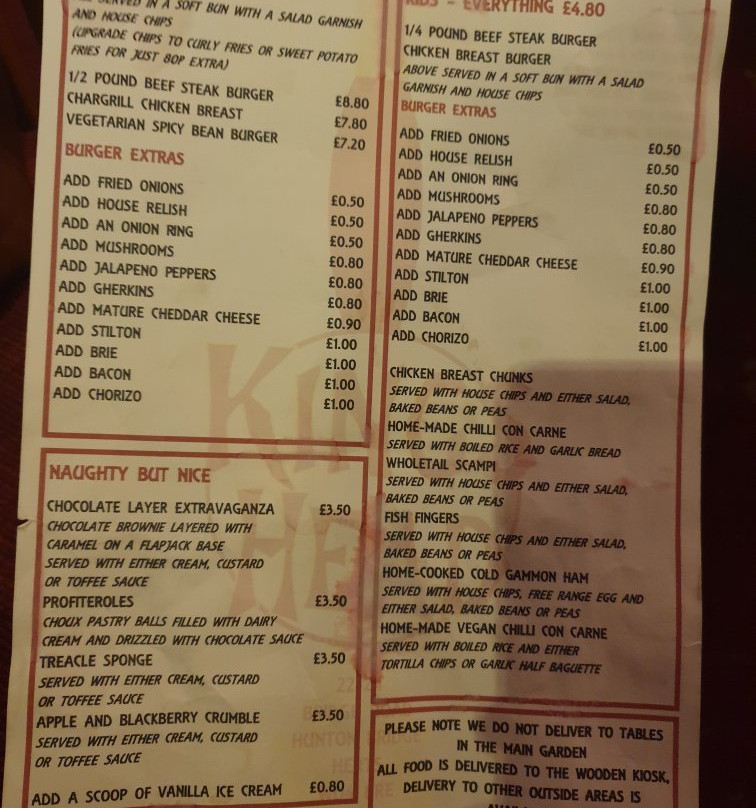 SERVED IN A SOFT BUN WITH A SALAD GARNISH
AND HOUSE CHIPS
(UPGRADE CHIPS TO CURLY FRIES OR SWEET POTATO
FRIES FOR JUST 80P EXTRA)
1/2 POUND BEEF STEAK BURGER £8.80
CHARGRILL CHICKEN BREAST £7.80
VEGETARIAN SPICY BEAN BURGER £7.20
BURGER EXTRAS
ADD FRIED ONIONS £0.50
ADD HOUSE RELISH £0.50
ADD AN ONION RING £0.50
ADD MUSHROOMS £0.80
ADD JALAPENO PEPPERS £0.80
ADD GHERKINS £0.80
ADD MATURE CHEDDAR CHEESE £0.90
ADD STILTON £1.00
ADD BRIE £1.00
ADD BACON £1.00
ADD CHORIZO £1.00
NAUGHTY BUT NICE
CHOCOLATE LAYER EXTRAVAGANZA £3.50
CHOCOLATE BROWNIE LAYERED WITH
CARAMEL ON A FLAPJACK BASE
SERVED WITH EITHER CREAM, CUSTARD
OR TOFFEE SAUCE
PROFITEROLES £3.50
CHOUX PASTRY BALLS FILLED WITH DAIRY
CREAM AND DRIZZLED WITH CHOCOLATE SAUCE
TREACLE SPONGE £3.50
SERVED WITH EITHER CREAM, CUSTARD
OR TOFFEE SAUCE
APPLE AND BLACKBERRY CRUMBLE £3.50
SERVED WITH EITHER CREAM, CUSTARD
OR TOFFEE SAUCE
ADD A SCOOP OF VANILLA ICE CREAM £0.80
KIDS - EVERYTHING £4.80
1/4 POUND BEEF STEAK BURGER
CHICKEN BREAST BURGER
ABOVE SERVED IN A SOFT BUN WITH A SALAD
GARNISH AND HOUSE CHIPS
BURGER EXTRAS
ADD FRIED ONIONS £0.50
ADD HOUSE RELISH £0.50
ADD AN ONION RING £0.50
ADD MUSHROOMS £0.80
ADD JALAPENO PEPPERS £0.80
ADD GHERKINS £0.80
ADD MATURE CHEDDAR CHEESE £0.90
ADD STILTON £1.00
ADD BRIE £1.00
ADD BACON £1.00
ADD CHORIZO £1.00
CHICKEN BREAST CHUNKS
SERVED WITH HOUSE CHIPS AND EITHER SALAD,
BAKED BEANS OR PEAS
HOME-MADE CHILLI CON CARNE
SERVED WITH BOILED RICE AND GARLIC BREAD
WHOLETAIL SCAMPI
SERVED WITH HOUSE CHIPS AND EITHER SALAD,
BAKED BEANS OR PEAS
FISH FINGERS
SERVED WITH HOUSE CHIPS AND EITHER SALAD,
BAKED BEANS OR PEAS
HOME-COOKED COLD GAMMON HAM
SERVED WITH HOUSE CHIPS, FREE RANGE EGG AND
EITHER SALAD, BAKED BEANS OR PEAS
HOME-MADE VEGAN CHILLI CON CARNE
SERVED WITH BOILED RICE AND EITHER
TORTILLA CHIPS OR GARLIC HALF BAGUETTE
PLEASE NOTE WE DO NOT DELIVER TO TABLES
IN THE MAIN GARDEN
ALL FOOD IS DELIVERED TO THE WOODEN KIOSK,
DELIVERY TO OTHER OUTSIDE AREAS IS